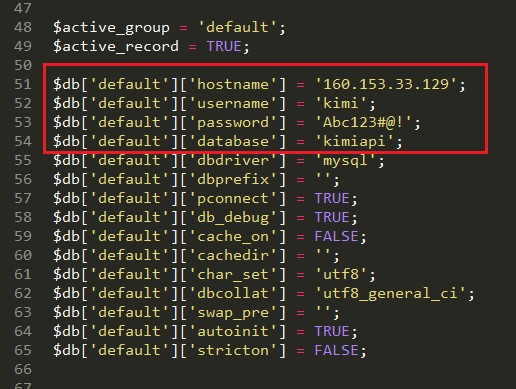 47
48 $active_group = 'default';
49 $active_record = TRUE;
50
51 $db['default']['hostname'] = '160.153.33.129';
52 $db['default']['username'] = 'kimi';
53 $db['default']['password'] = 'Abc123#@!';
54 $db['default']['database'] = 'kimiapi';
55 $db['default']['dbdriver'] = 'mysql';
56 $db['default']['dbprefix'] = '';
57 $db['default']['pconnect'] = TRUE;
58 $db['default']['db_debug'] = TRUE;
59 $db['default']['cache_on'] = FALSE;
60 $db['default']['cachedir'] = '';
61 $db['default']['char_set'] = 'utf8';
62 $db['default']['dbcollat'] = 'utf8_general_ci';
63 $db['default']['swap_pre'] = '';
64 $db['default']['autoinit'] = TRUE;
65 $db['default']['stricton'] = FALSE;
66
67